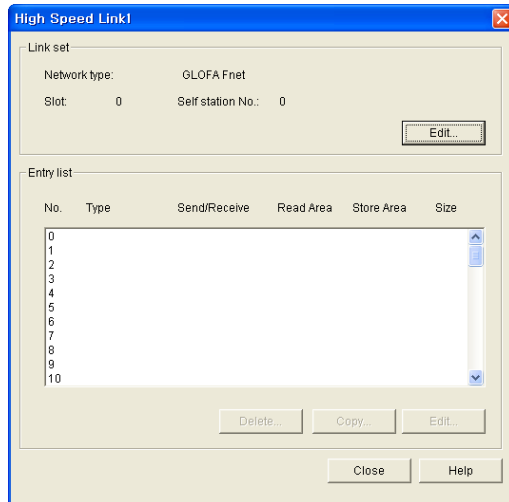 High Speed Link1
Link set
Network type: GLOFA Fnet
Slot: 0 Self station No.: 0
Edit...
Entry list
No. Type Send/Receive Read Area Store Area Size
0
1
2
3
4
5
6
7
8
9
10
Delete... Copy... Edit...
Close Help